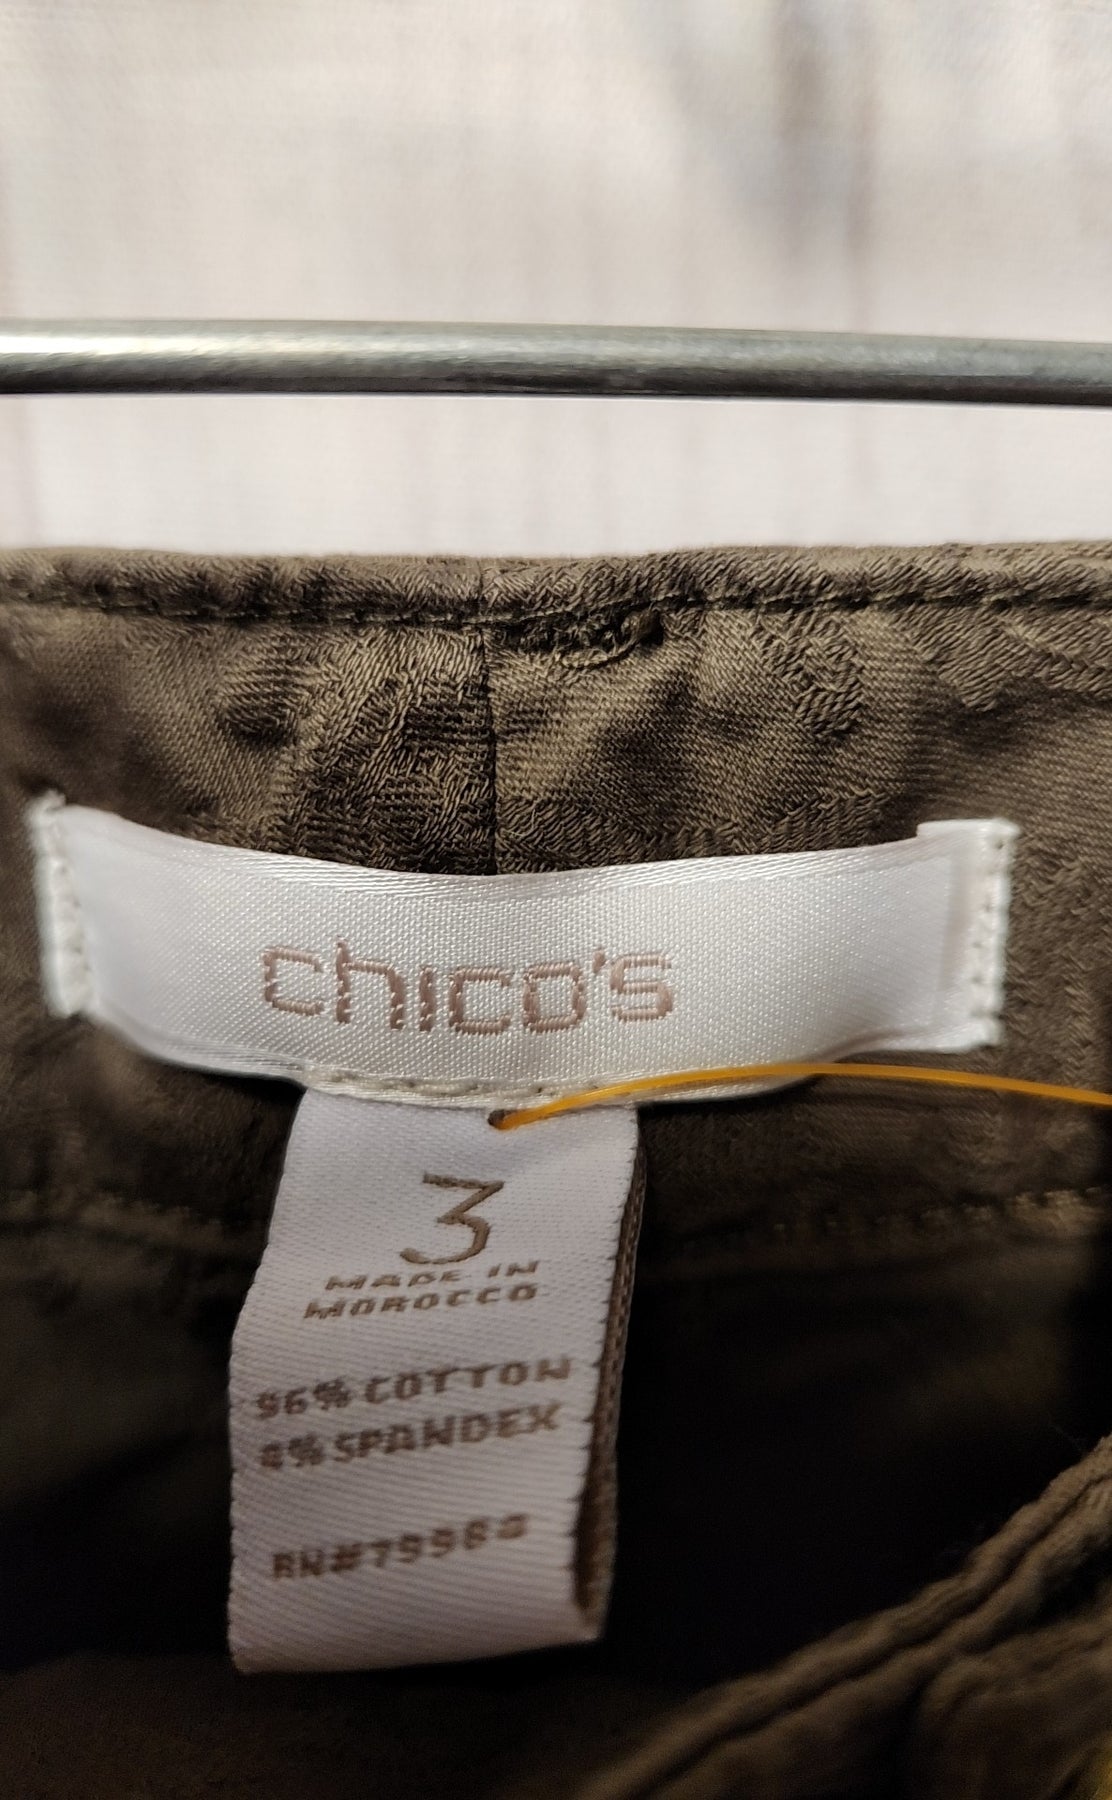 chico's
3
MADE IN
MOROCCO
96% COTTON
4% SPANDEX